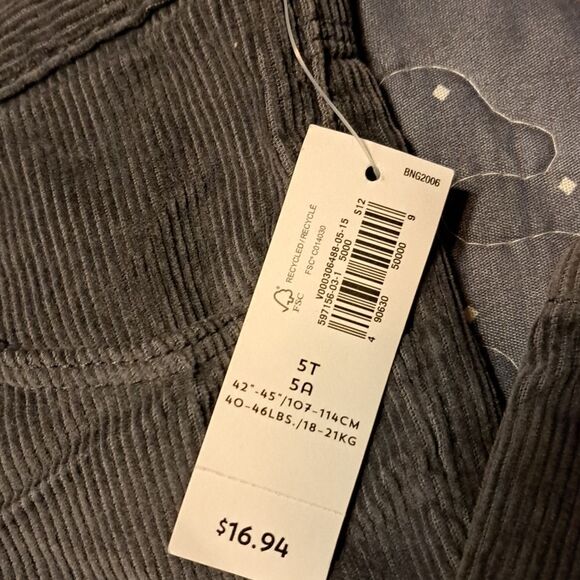 BNG2006
RECYCLED/RECYCLE
FSC® C014030
FSC
V000306488-05-15 S12
597156-03-1 5000
4 90630 50000 9
5T
5A
42"-45"/107-114CM
40-46LBS./18-21KG
$16.94